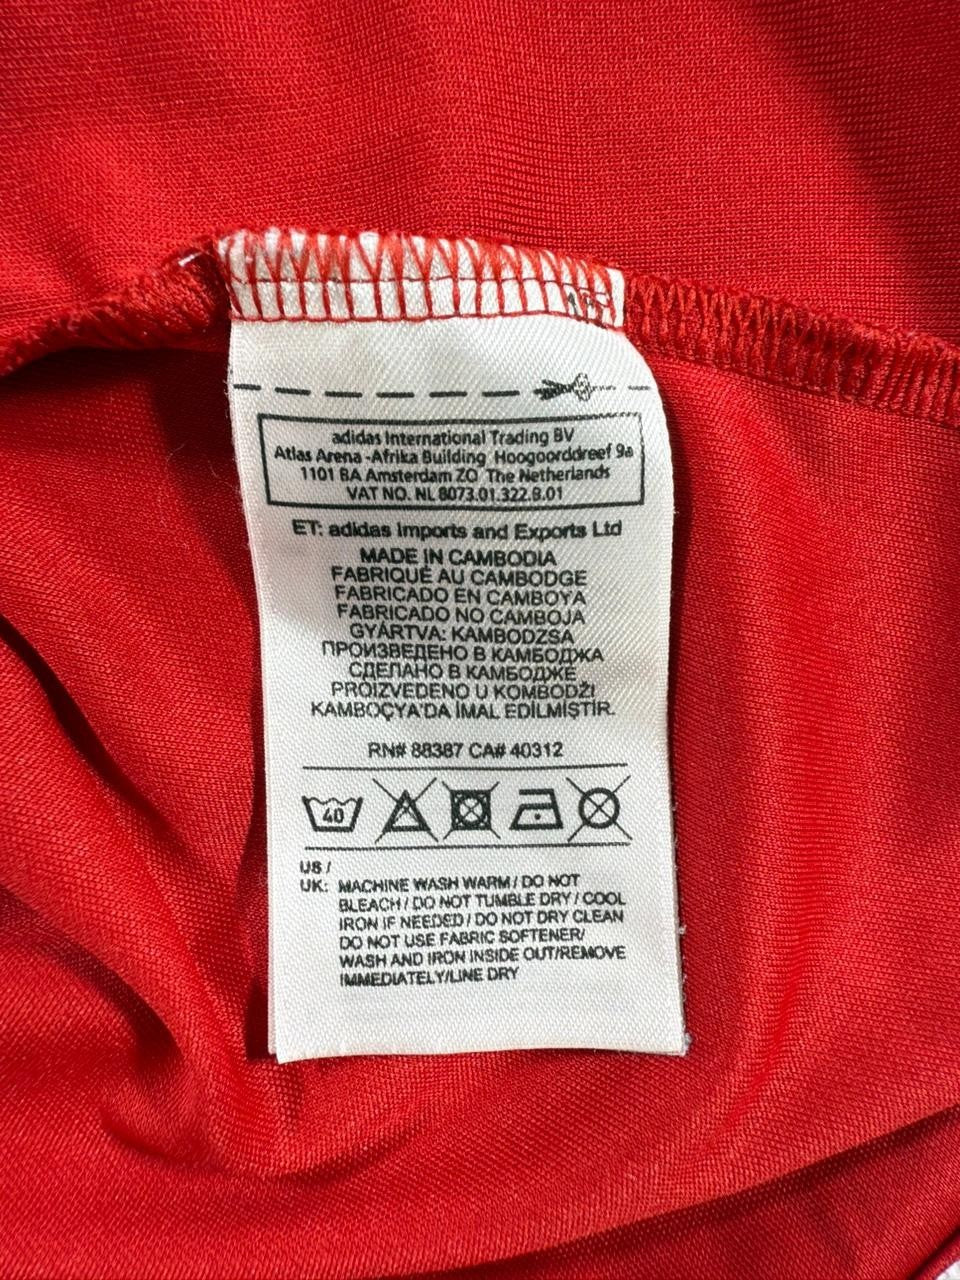 adidas International Trading BV
Atlas Arena -Afrika Building Hoogoorddreef 9a
1101 BA Amsterdam ZO The Netherlands
VAT NO. NL 8073.01.322.B.01
ET: adidas Imports and Exports Ltd
MADE IN CAMBODIA
FABRIQUÉ AU CAMBODGE
FABRICADO EN CAMBOYA
FABRICADO NO CAMBOJA
GYÁRTVA: KAMBODZSA
ПРОИЗВЕДЕНО В КАМБОДЖА
СДЕЛАНО В КАМБОДЖЕ
PROIZVEDENO U KOMBODŽI
KAMBOÇYA'DA İMAL EDİLMİŞTİR.
RN# 88387 CA# 40312
40
US /
UK: MACHINE WASH WARM / DO NOT
BLEACH / DO NOT TUMBLE DRY / COOL
IRON IF NEEDED / DO NOT DRY CLEAN
DO NOT USE FABRIC SOFTENER/
WASH AND IRON INSIDE OUT/REMOVE
IMMEDIATELY/LINE DRY